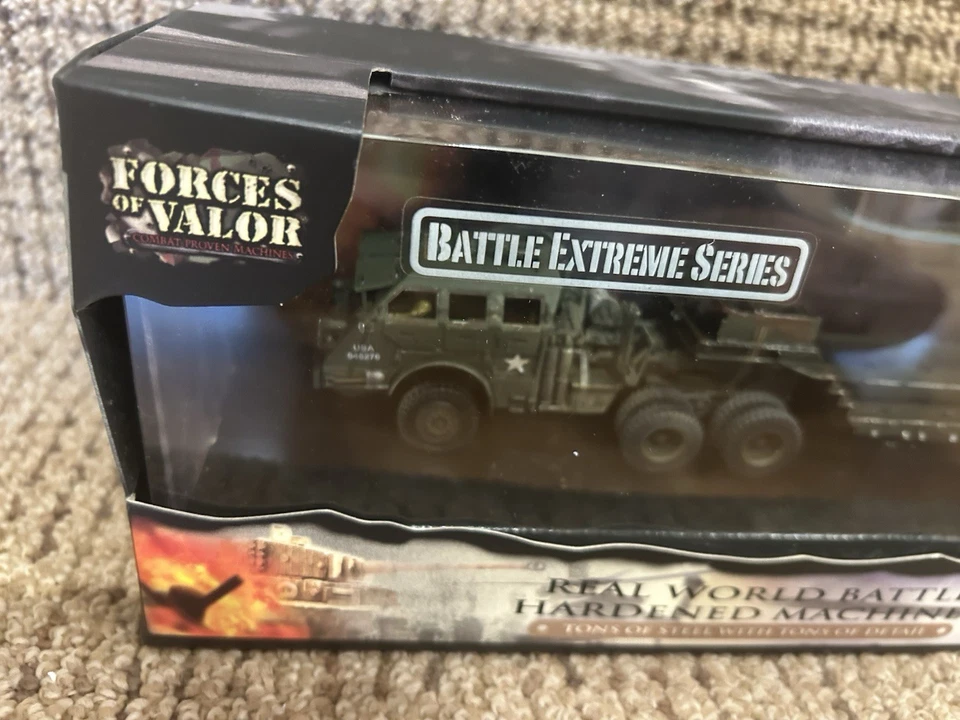 FORCES
OF VALOR
COMBAT PROVEN MACHINES
BATTLE EXTREME SERIES
USA
REAL WORLD BATTL
HARDENED MACHIN
TONS OF STEEL WITH TONS OF DETAIL